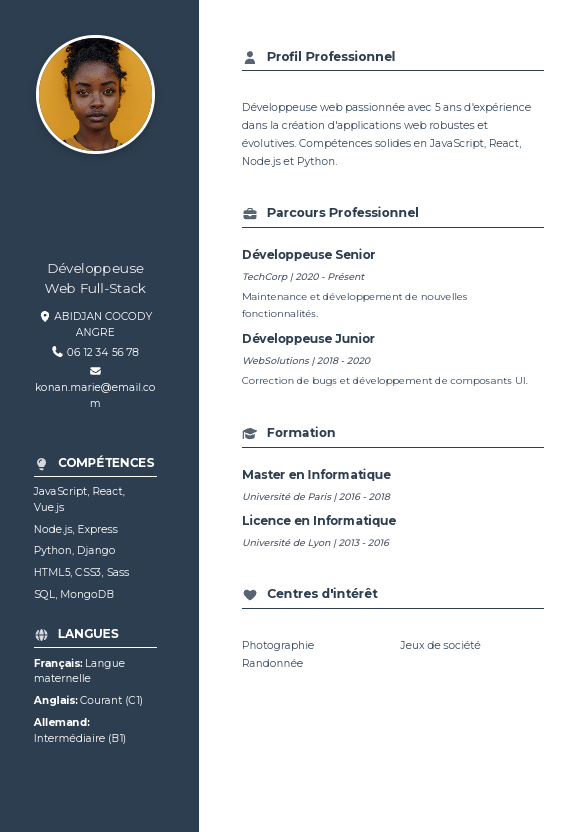 Développeuse
Web Full-Stack
ABIDJAN COCODY
ANGRE
06 12 34 56 78
konan.marie@email.co
m
COMPÉTENCES
JavaScript, React,
Vue.js
Node.js, Express
Python, Django
HTML5, CSS3, Sass
SQL, MongoDB
LANGUES
Français: Langue
maternelle
Anglais: Courant (C1)
Allemand:
Intermédiaire (B1)
Profil Professionnel
Développeuse web passionnée avec 5 ans d'expérience
dans la création d'applications web robustes et
évolutives. Compétences solides en JavaScript, React,
Node.js et Python.
Parcours Professionnel
Développeuse Senior
TechCorp | 2020 - Présent
Maintenance et développement de nouvelles
fonctionnalités.
Développeuse Junior
WebSolutions | 2018 - 2020
Correction de bugs et développement de composants UI.
Formation
Master en Informatique
Université de Paris | 2016 - 2018
Licence en Informatique
Université de Lyon | 2013 - 2016
Centres d'intérêt
Photographie
Jeux de société
Randonnée